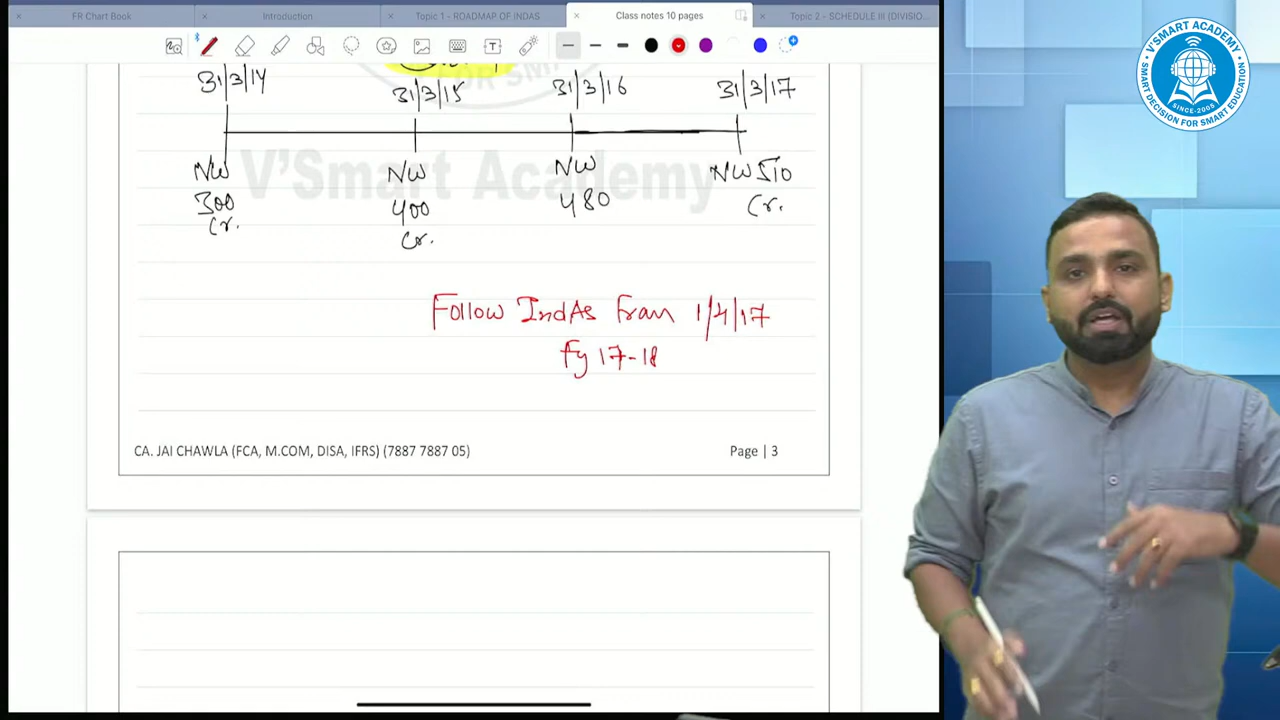 FR Chart Book
Introduction
Topic 1 - ROADMAP OF INDAS
Class notes 10 pages
Topic 2 - SCHEDULE III (DIVISIO...
V'SMART ACADEMY
SMART DECISION FOR SMART EDUCATION
SINCE-2005
31/3/14 31/3/15 31/3/16 31/3/17
V'Smart Academy
NW NW NW NW 510
300 400 480 Cr.
Cr. Cr.
Follow IndAs From 1/4/17
fy 17-18
CA. JAI CHAWLA (FCA, M.COM, DISA, IFRS) (7887 7887 05) Page | 3